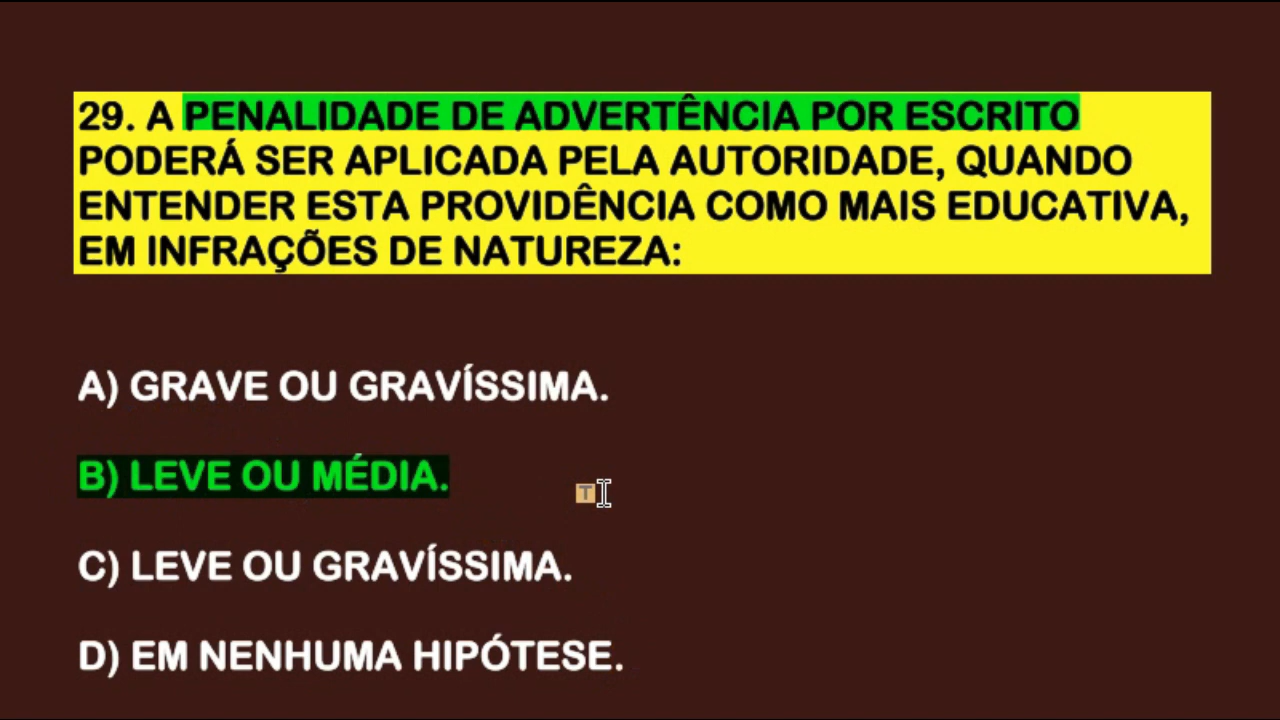 29. A PENALIDADE DE ADVERTÊNCIA POR ESCRITO
PODERÁ SER APLICADA PELA AUTORIDADE, QUANDO
ENTENDER ESTA PROVIDÊNCIA COMO MAIS EDUCATIVA,
EM INFRAÇÕES DE NATUREZA:
A) GRAVE OU GRAVÍSSIMA.
B) LEVE OU MÉDIA.
T
C) LEVE OU GRAVÍSSIMA.
D) EM NENHUMA HIPÓTESE.